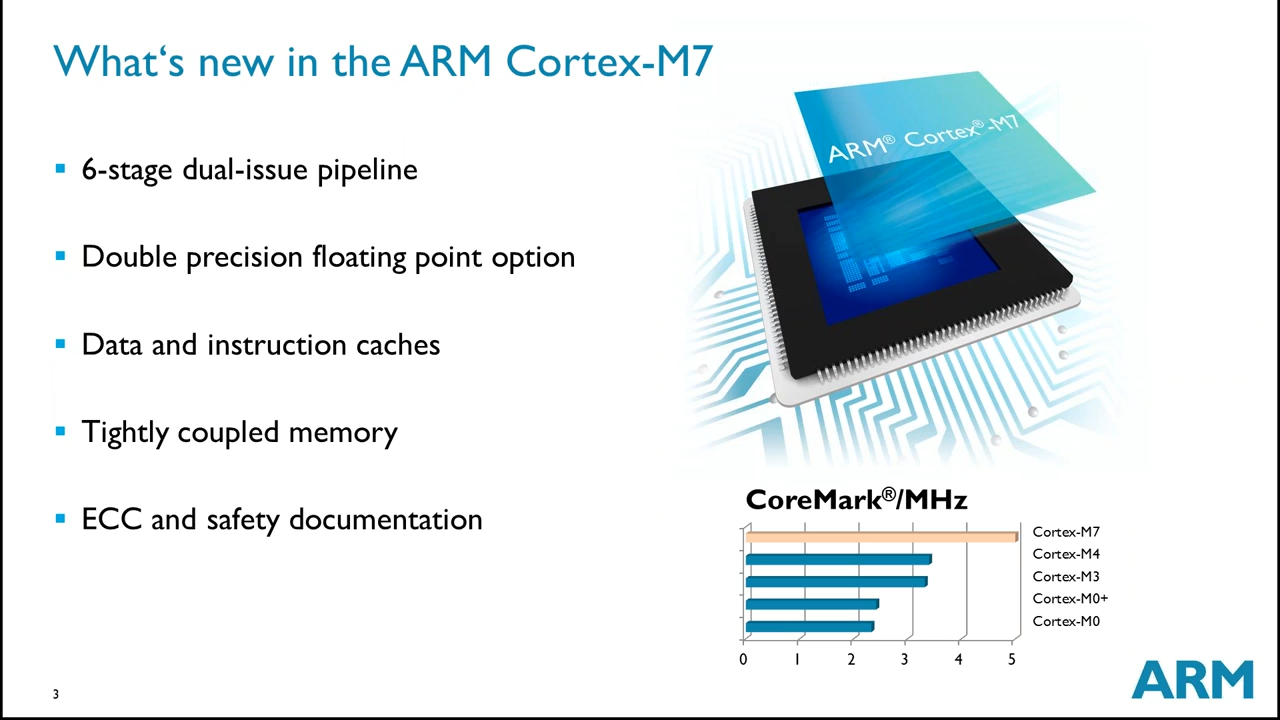 What‘s new in the ARM Cortex-M7
ARM® Cortex®-M7
6-stage dual-issue pipeline
Double precision floating point option
Data and instruction caches
Tightly coupled memory
ECC and safety documentation
CoreMark®/MHz
Cortex-M7
Cortex-M4
Cortex-M3
Cortex-M0+
Cortex-M0
0 1 2 3 4 5
3
ARM